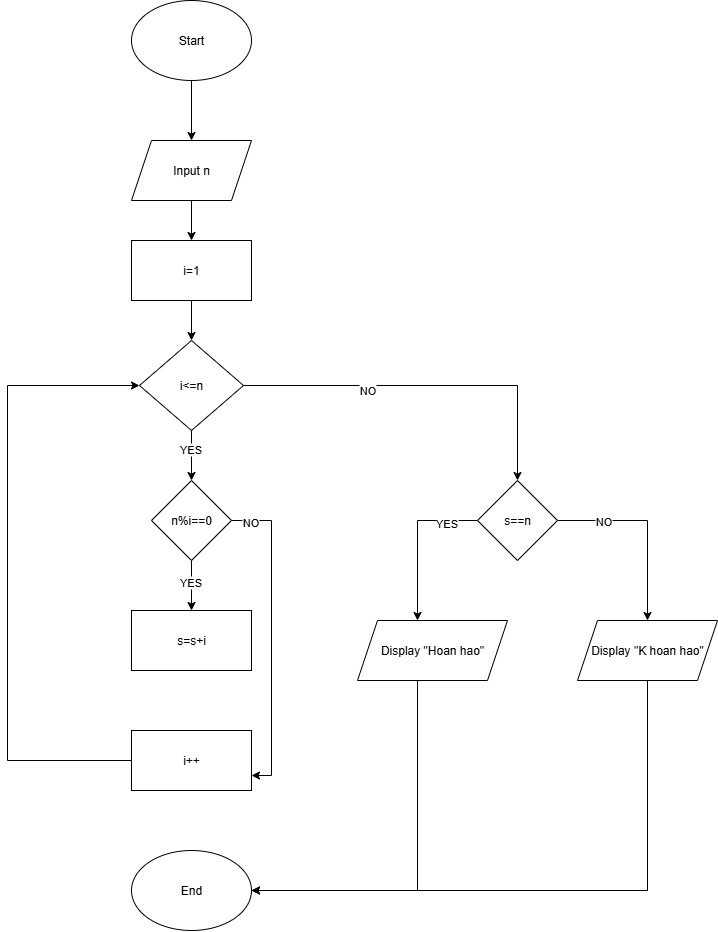 Start
Input n
i=1
i<=n
NO
YES
n%i==0
NO
YES
s=s+i
i++
s==n
YES
NO
Display "Hoan hao"
Display "K hoan hao"
End